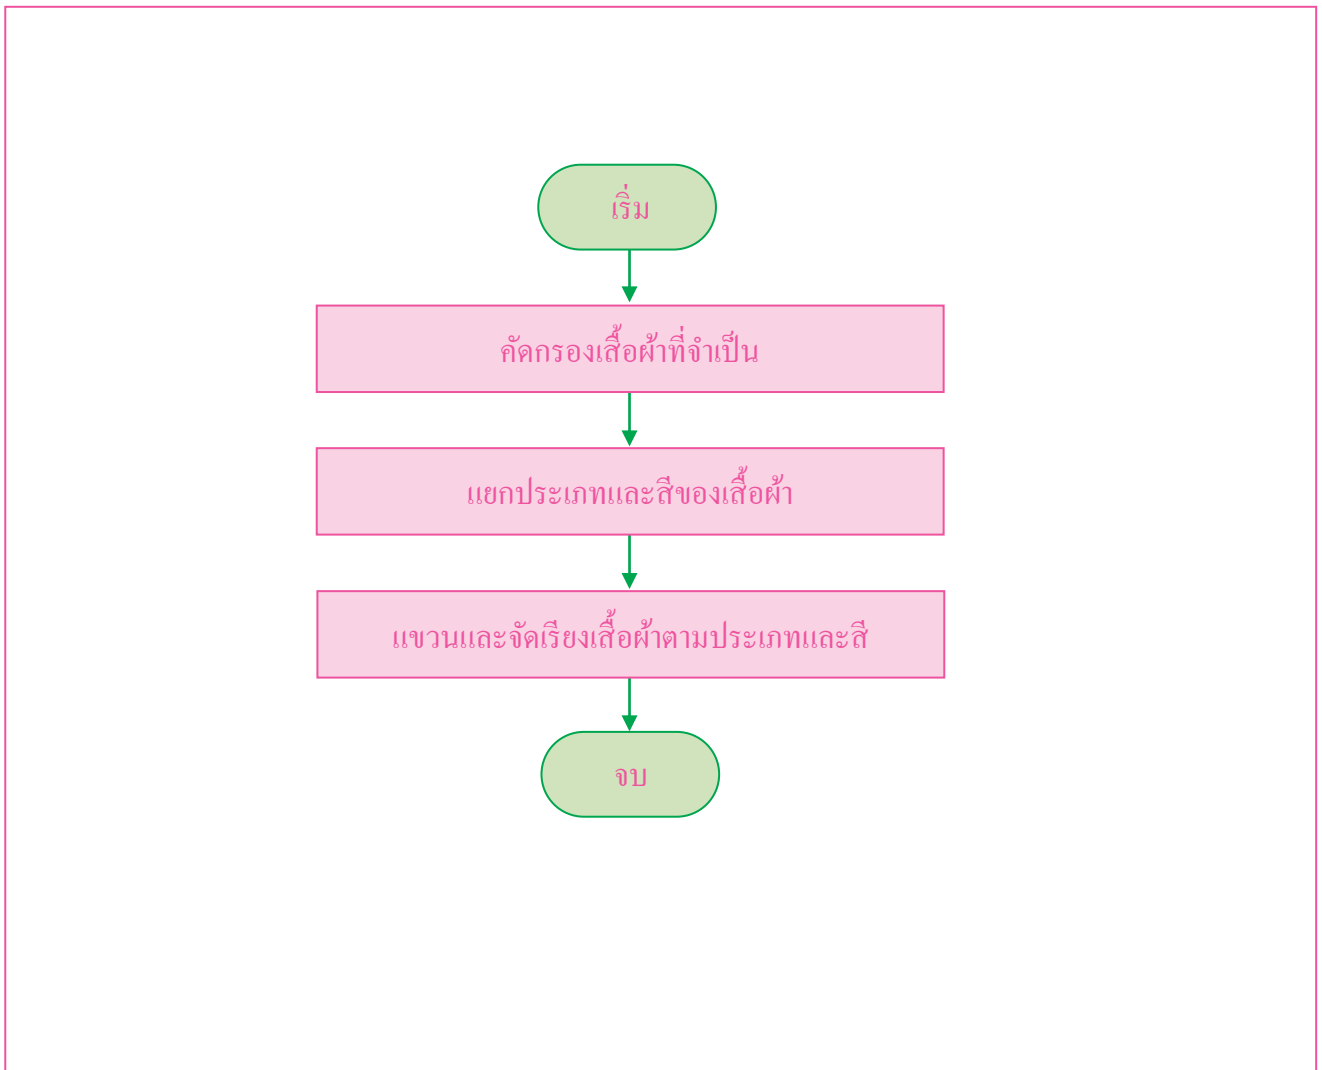 เริ่ม
คัดกรองเสื้อผ้าที่จำเป็น
แยกประเภทและสีของเสื้อผ้า
แขวนและจัดเรียงเสื้อผ้าตามประเภทและสี
จบ